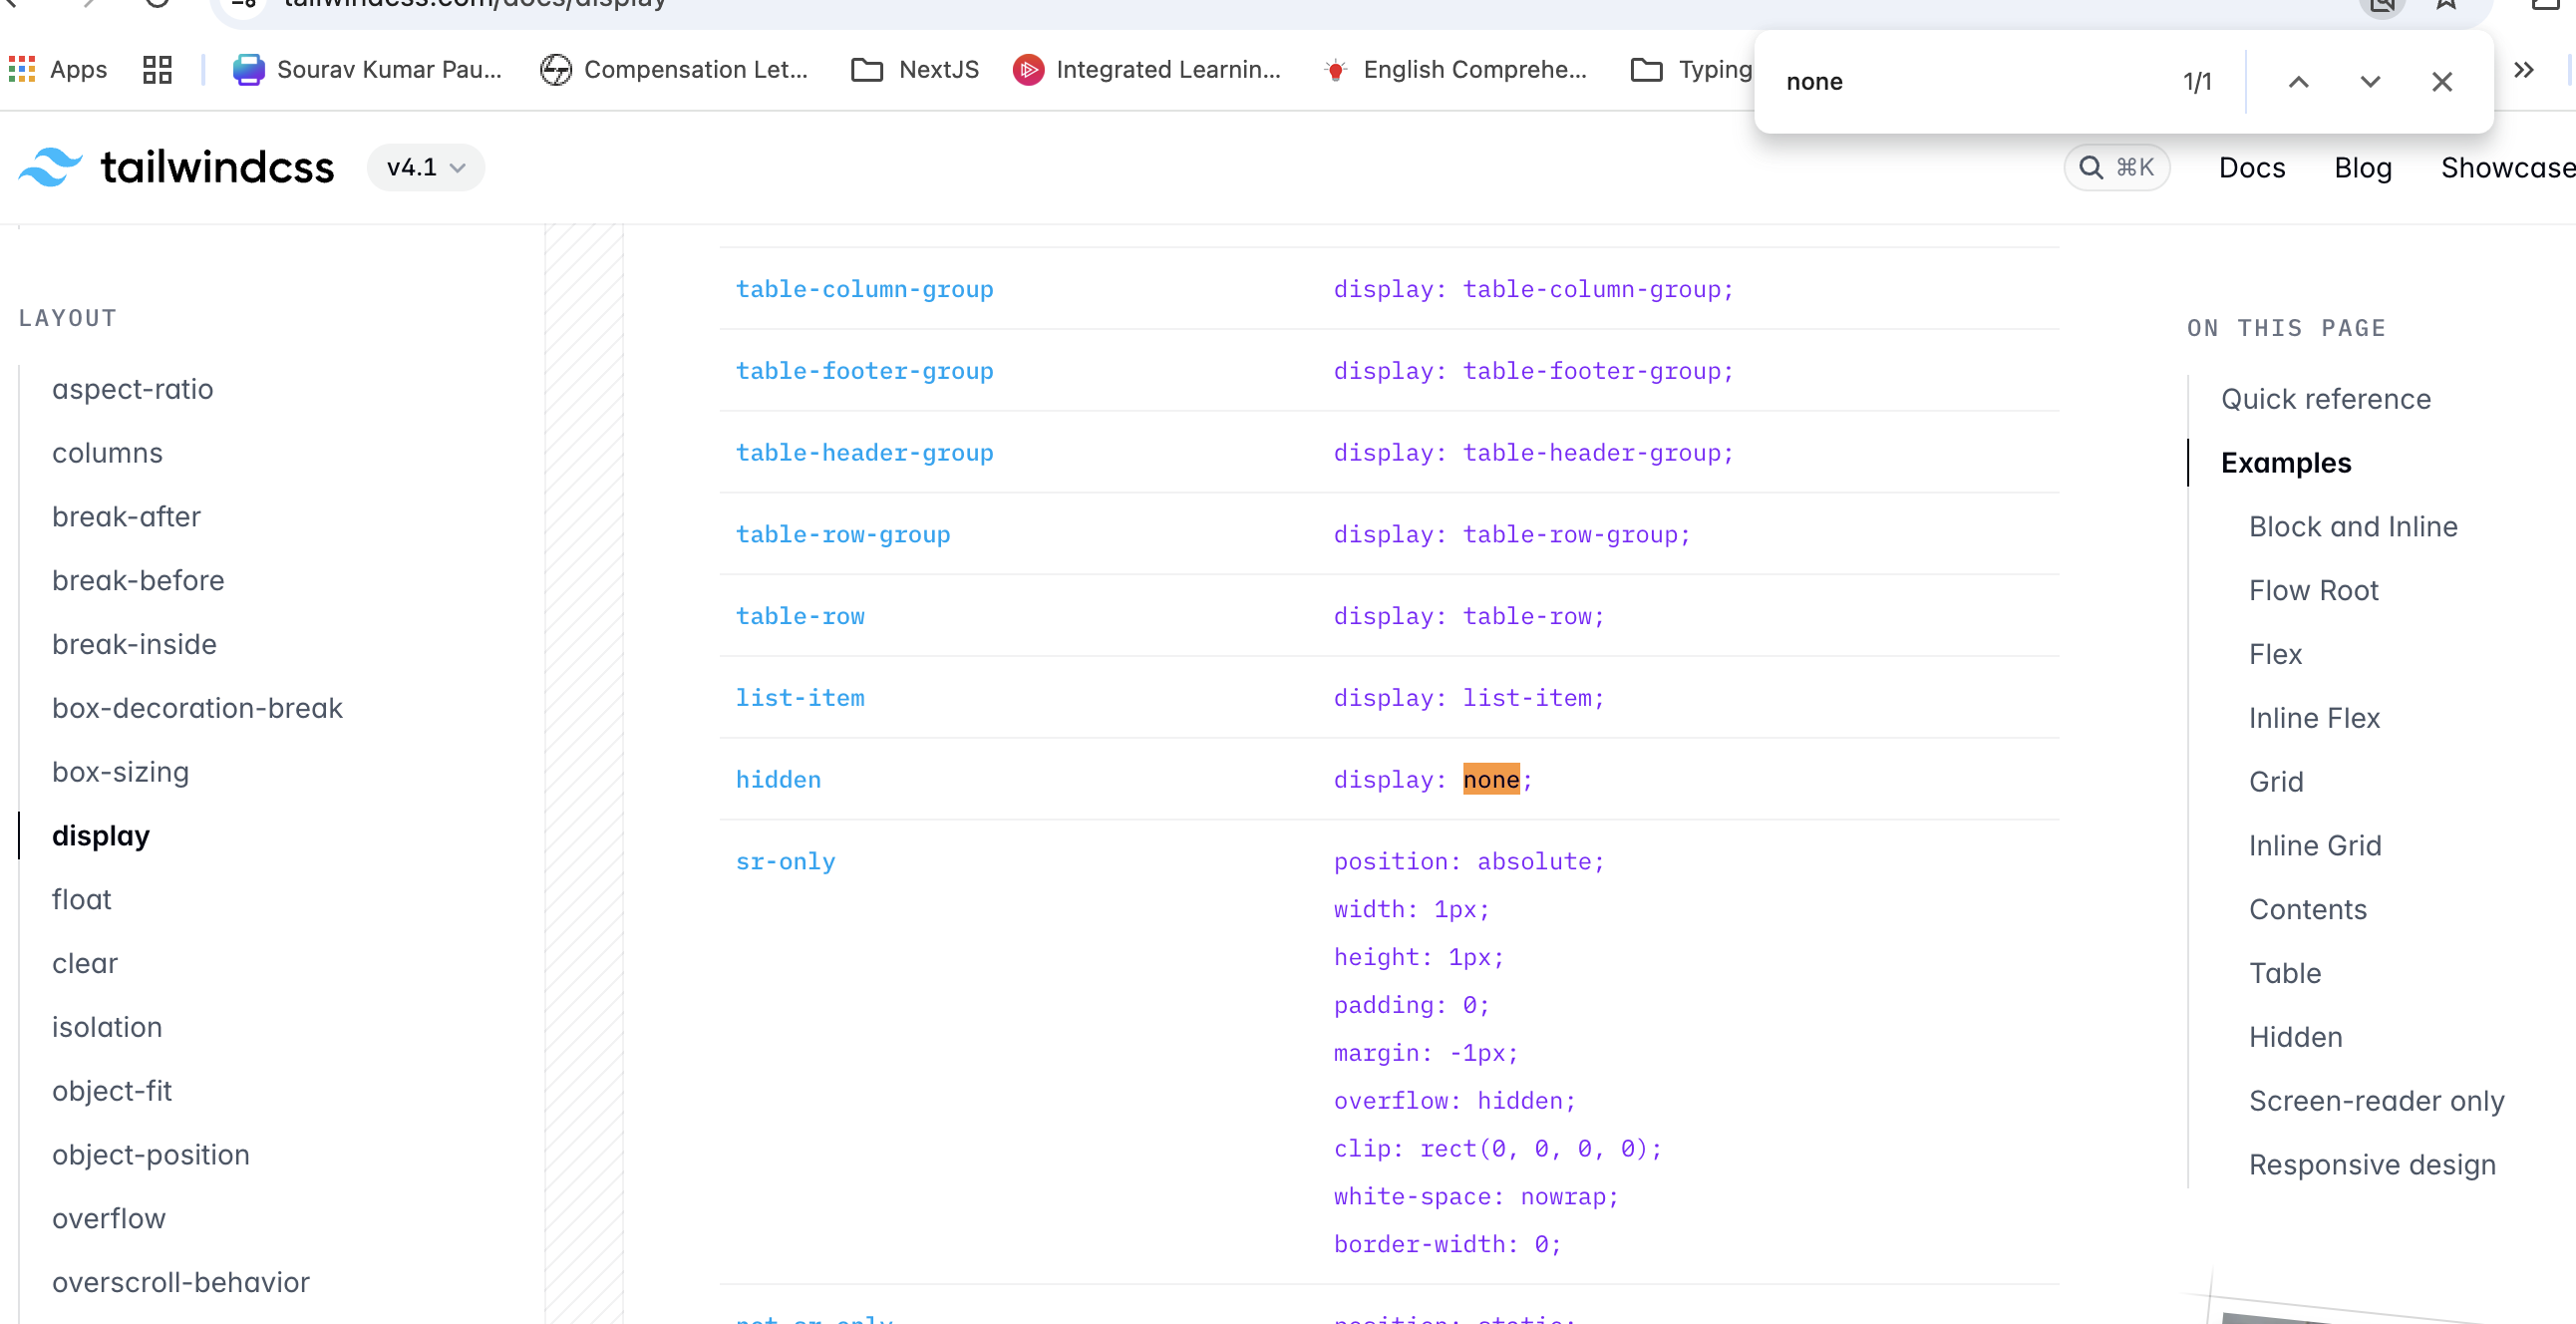 tailwindcss.com/docs/display
Apps
Sourav Kumar Pau...
Compensation Let...
NextJS
Integrated Learnin...
English Comprehe...
Typing
none
1/1
tailwindcss
v4.1
⌘K
Docs
Blog
Showcase
LAYOUT
aspect-ratio
columns
break-after
break-before
break-inside
box-decoration-break
box-sizing
display
float
clear
isolation
object-fit
object-position
overflow
overscroll-behavior
table-column-group display: table-column-group;
table-footer-group display: table-footer-group;
table-header-group display: table-header-group;
table-row-group display: table-row-group;
table-row display: table-row;
list-item display: list-item;
hidden display: none;
sr-only position: absolute;
width: 1px;
height: 1px;
padding: 0;
margin: -1px;
overflow: hidden;
clip: rect(0, 0, 0, 0);
white-space: nowrap;
border-width: 0;
not-sr-only position: static;
ON THIS PAGE
Quick reference
Examples
Block and Inline
Flow Root
Flex
Inline Flex
Grid
Inline Grid
Contents
Table
Hidden
Screen-reader only
Responsive design